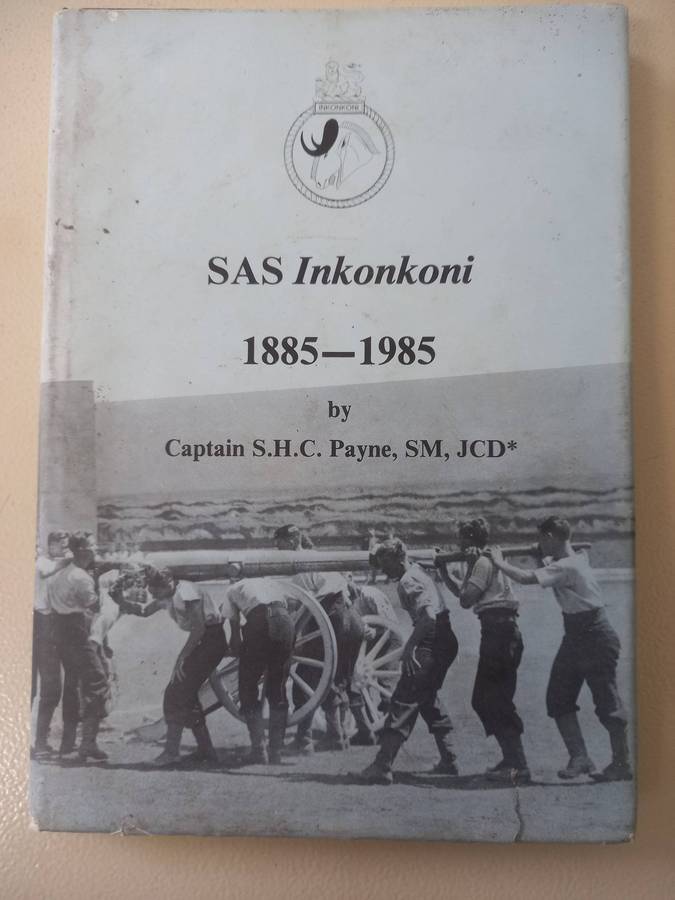 INKONKONI
SAS Inkonkoni
1885—1985
by
Captain S.H.C. Payne, SM, JCD*